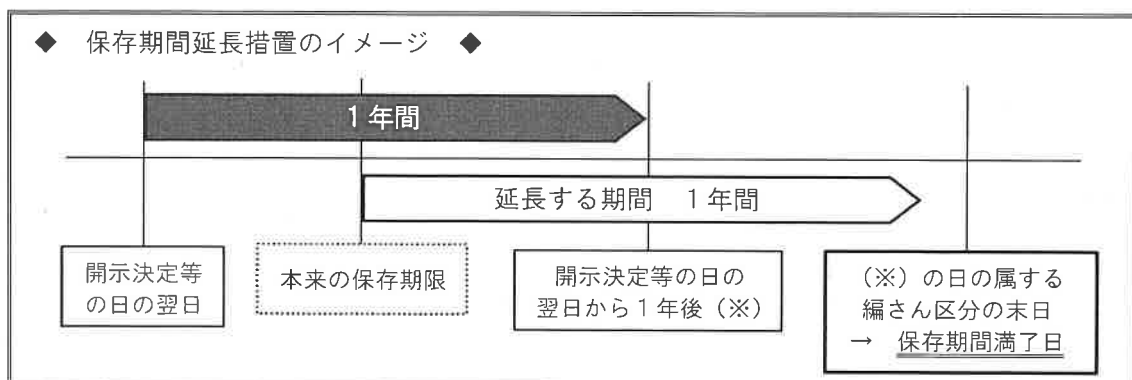 ◆ 保存期間延長措置のイメージ ◆
1年間
延長する期間 1年間
開示決定等
の日の翌日
本来の保存期限
開示決定等の日の
翌日から1年後（※）
（※）の日の属する
編さん区分の末日
→ 保存期間満了日